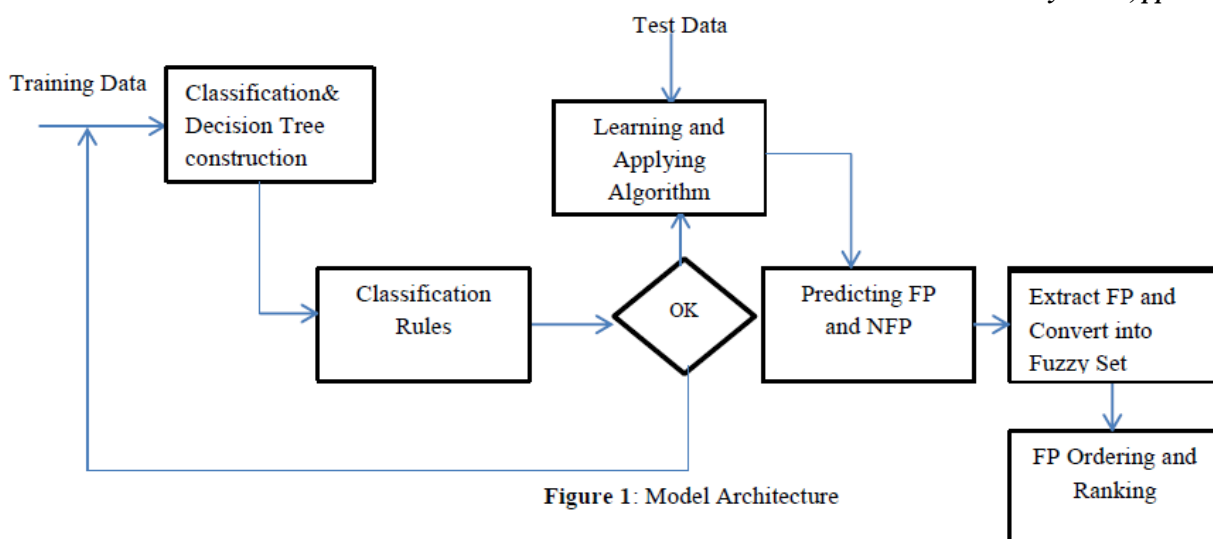 Test Data
Training Data
Classification&
Decision Tree
construction
Learning and
Applying
Algorithm
Classification
Rules
OK
Predicting FP
and NFP
Extract FP and
Convert into
Fuzzy Set
FP Ordering and
Ranking
Figure 1: Model Architecture